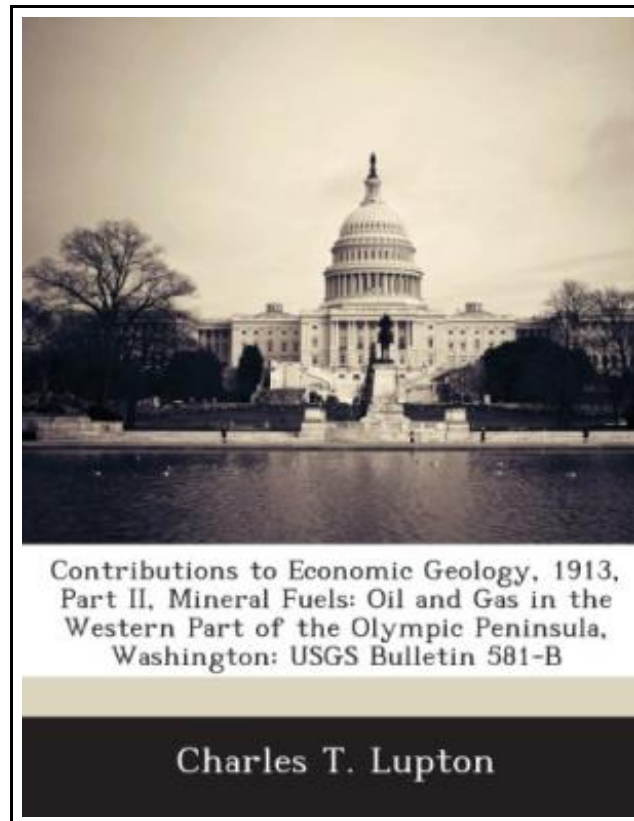 Contributions to Economic Geology, 1913,
Part II, Mineral Fuels: Oil and Gas in the
Western Part of the Olympic Peninsula,
Washington: USGS Bulletin 581-B
Charles T. Lupton